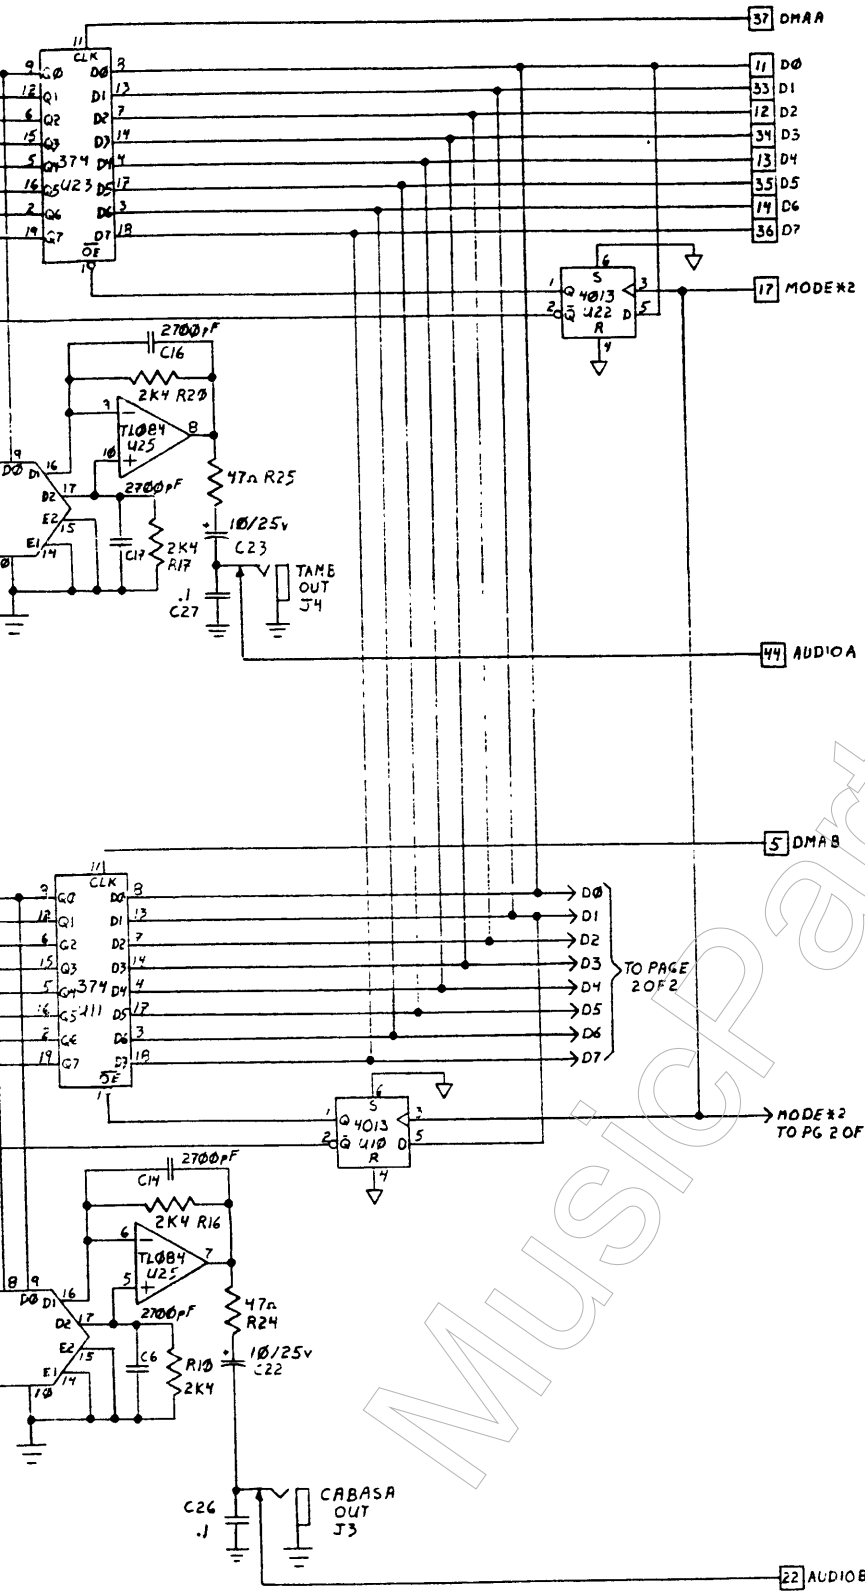 37 DMAA
11
CLK
9 Q0 D0 8 11 D0
12 Q1 D1 13 33 D1
6 Q2 D2 7 12 D2
15 Q3 D3 14 34 D3
5 Q4 374 D4 4 13 D4
16 Q5 U23 D5 17 35 D5
2 Q6 D6 3 14 D6
19 Q7 D7 18 36 D7
OE
1
6
S
1 Q 4013 3 17 MODE*2
2 Q U22 D 5
R
4
2700pF
C16
2K4 R20
9 -
TL084 8
U25
10 +
9
D0 D1 16
D2 17 2700pF
E2 15
E1 14
C17
2K4
R17
47Ω R25
+ 10/25V
C23
.1
C27
TAMB
OUT
J4
44 AUDIO A
5 DMAB
11
CLK
9 Q0 D0 8 D0
12 Q1 D1 13 D1
6 Q2 D2 7 D2
15 Q3 D3 14 D3
5 Q4 374 D4 4 D4
16 Q5 U11 D5 17 D5
2 Q6 D6 3 D6
19 Q7 D7 18 D7
OE
1
TO PAGE
2 OF 2
6
S
1 Q 4013 3
2 Q U10 D 5
R
4
MODE*2
TO PG 2 OF
2700pF
C14
2K4 R16
6 -
TL084 7
U25
5 +
8 9
D0 D1 16
D2 17 2700pF
E2 15
E1 14
10
C6
R10
2K4
47Ω
R24
+ 10/25V
C22
C26
.1
CABASA
OUT
J3
22 AUDIO B
MusicPar